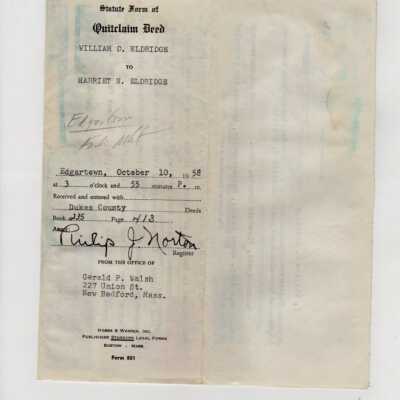 Statute Form of
Quitclaim Deed
WILLIAM D. ELDRIDGE
TO
HARRIET E. ELDRIDGE
Edgartown
Edgartown, October 10, 1958
at 3 o'clock and 55 minutes P. m.
Received and entered with
Dukes County Deeds
Book 235 Page 413
Attest
Philip J. Norton
Register
FROM THE OFFICE OF
Gerald P. Walsh
227 Union St.
New Bedford, Mass.
HOBBS & WARREN, INC.
PUBLISHERS STANDARD LEGAL FORMS
BOSTON - MASS.
Form 881